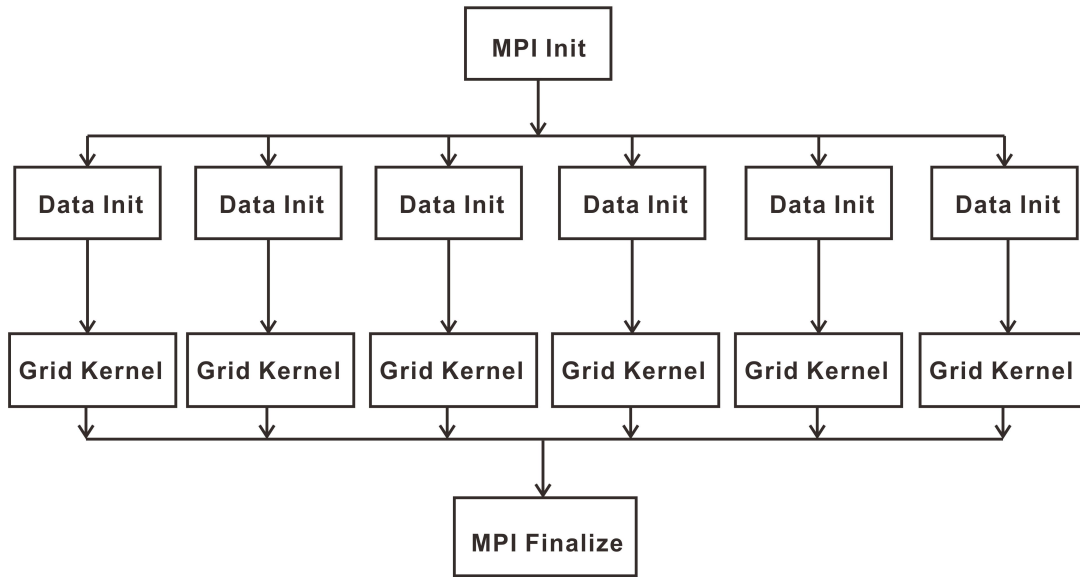 MPI Init
Data Init
Data Init
Data Init
Data Init
Data Init
Data Init
Grid Kernel
Grid Kernel
Grid Kernel
Grid Kernel
Grid Kernel
Grid Kernel
MPI Finalize